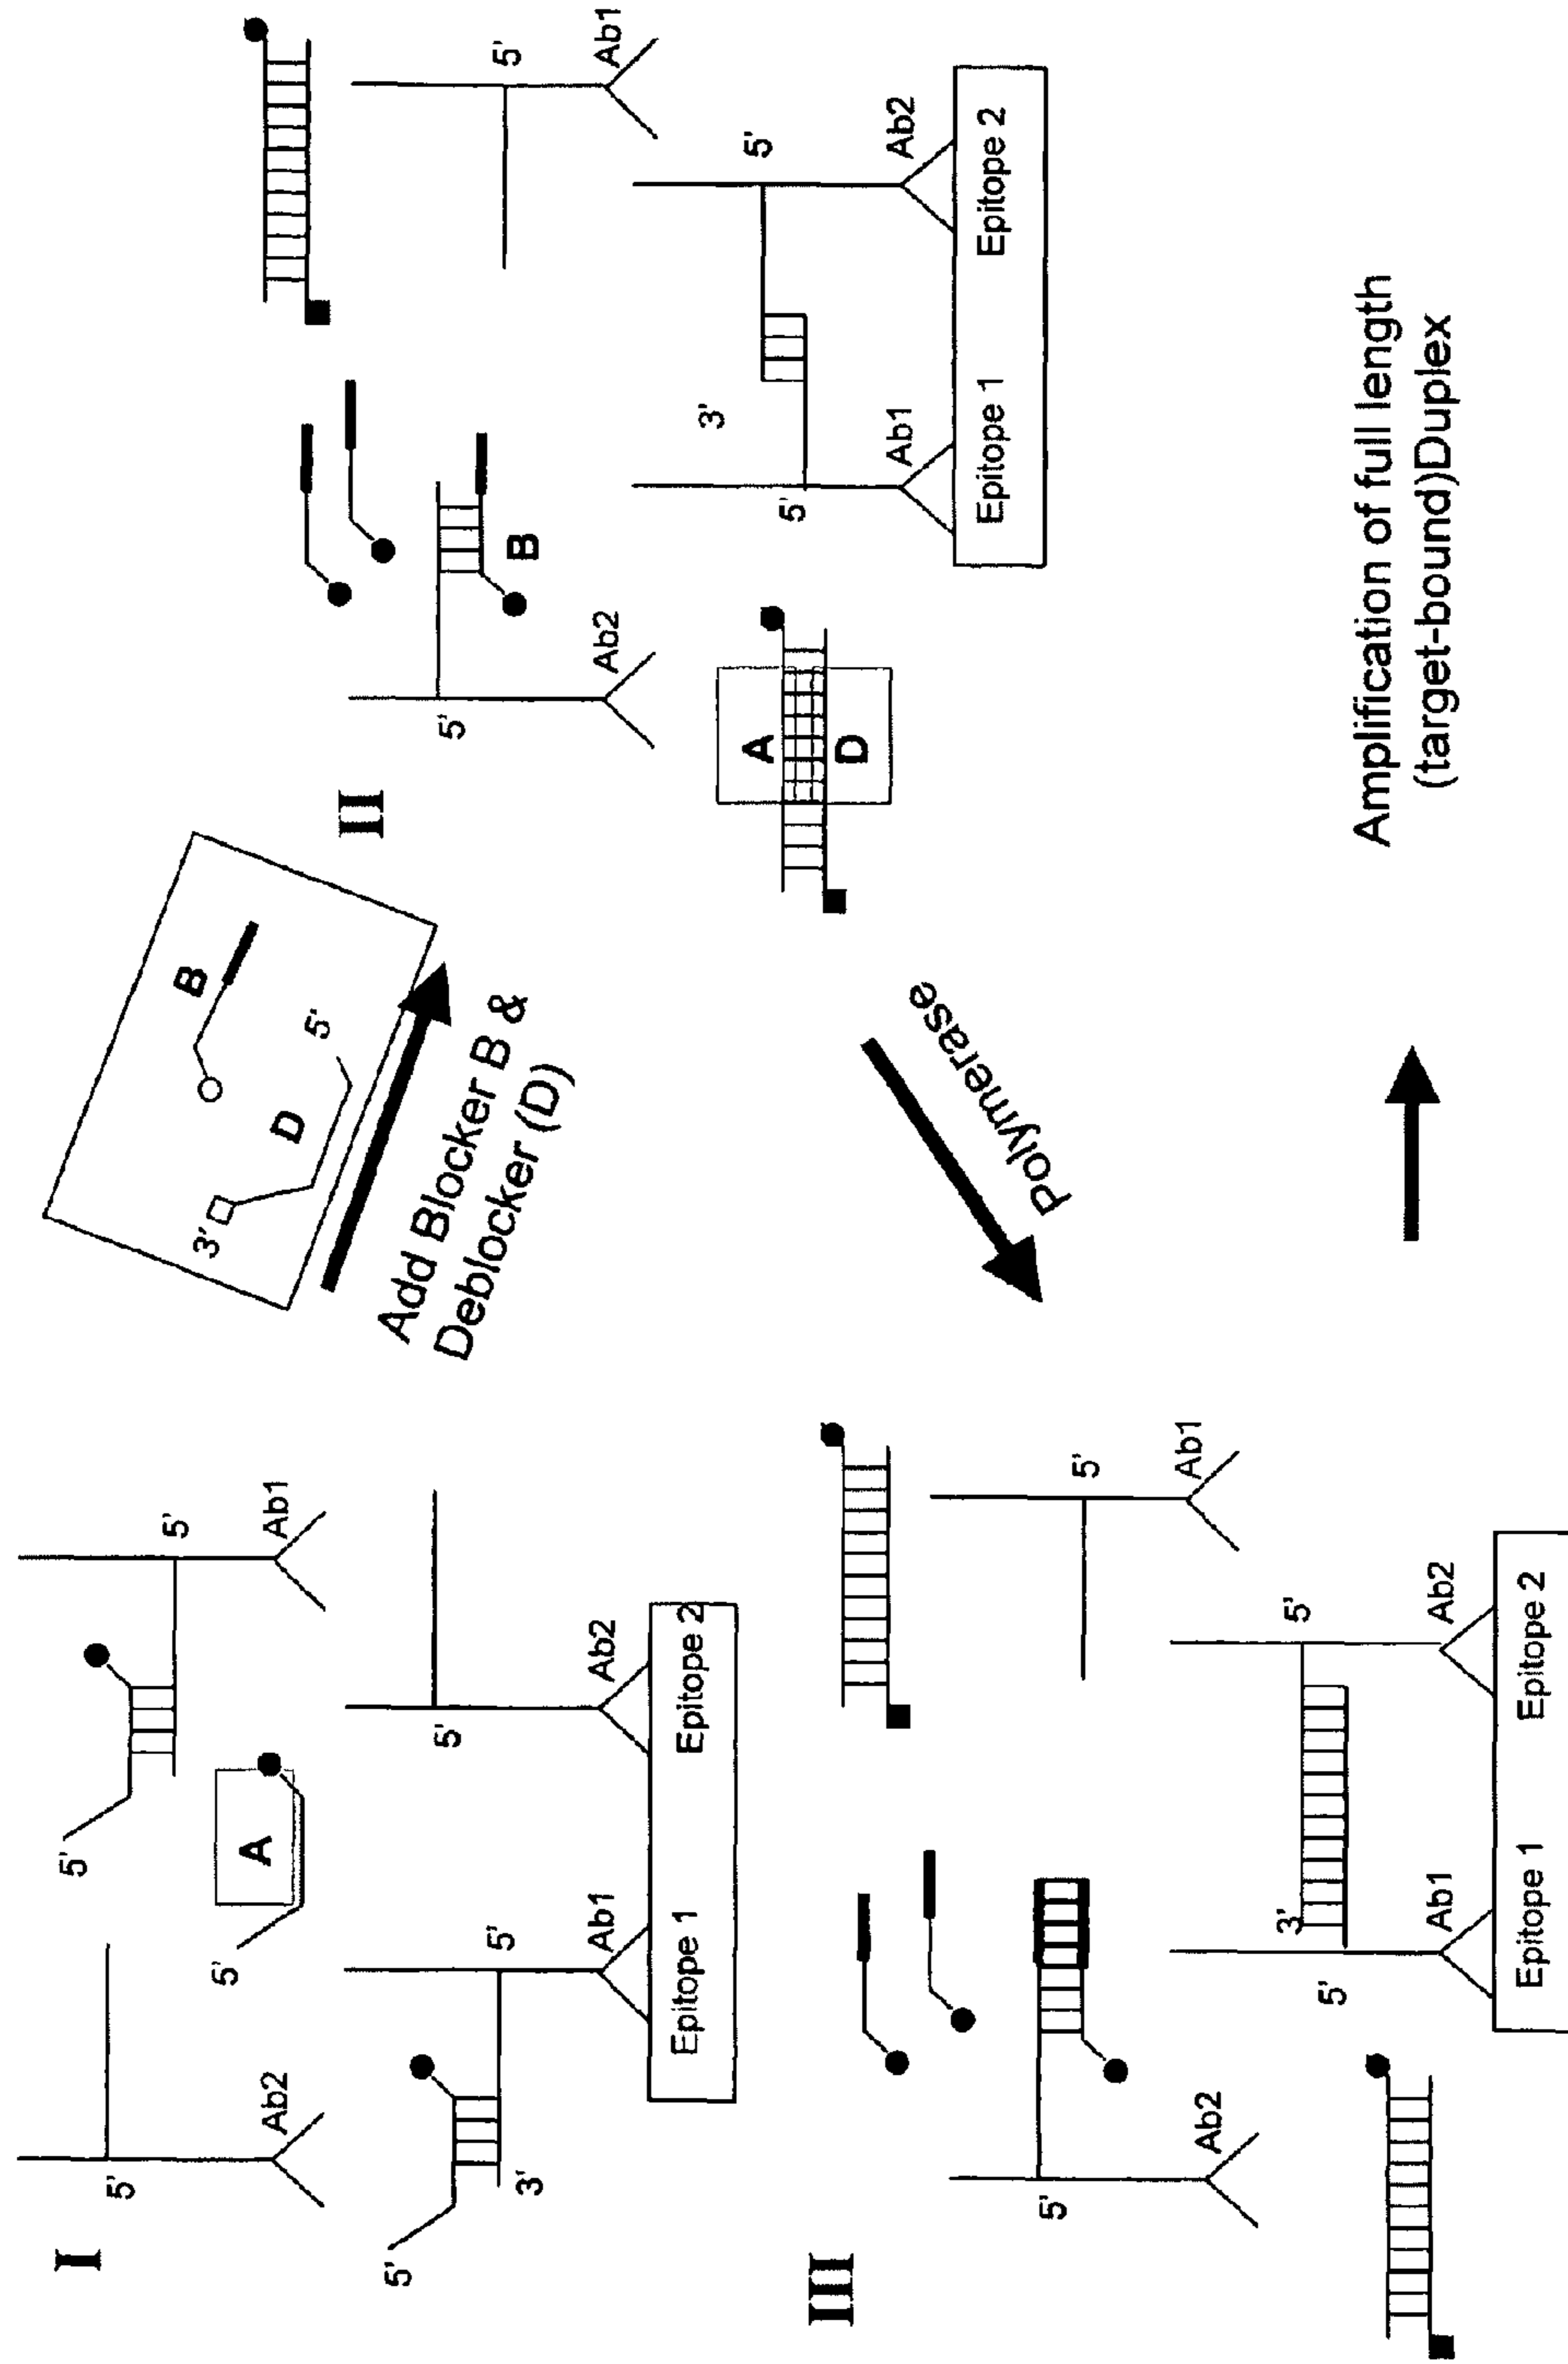 I
5'
Ab2
5'
A
5'
5'
Ab1
5'
3'
5'
Ab1
Epitope 1
5'
Ab2
Epitope 2
3'
D
B
5'
Add Blocker B &
Deblocker (D)
II
5'
Ab2
B
5'
Ab1
A
D
5'
3'
Ab1
Epitope 1
5'
Ab2
Epitope 2
Polymerase
III
5'
Ab2
5'
Ab1
5'
3'
Ab1
Epitope 1
5'
Ab2
Epitope 2
Amplification of full length
(target-bound)Duplex